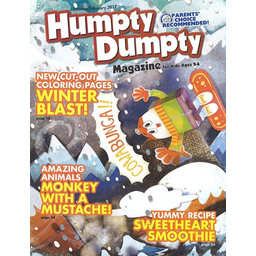 Humpty
Dumpty
PARENTS'
CHOICE
RECOMMENDED!
Magazine for Kids Ages 2-6
NEW CUT-OUT
COLORING PAGES
WINTER
BLAST!
COWABUNGA!!
AMAZING
ANIMALS
MONKEY
WITH A
MUSTACHE!
YUMMY RECIPE
SWEETHEART
SMOOTHIE